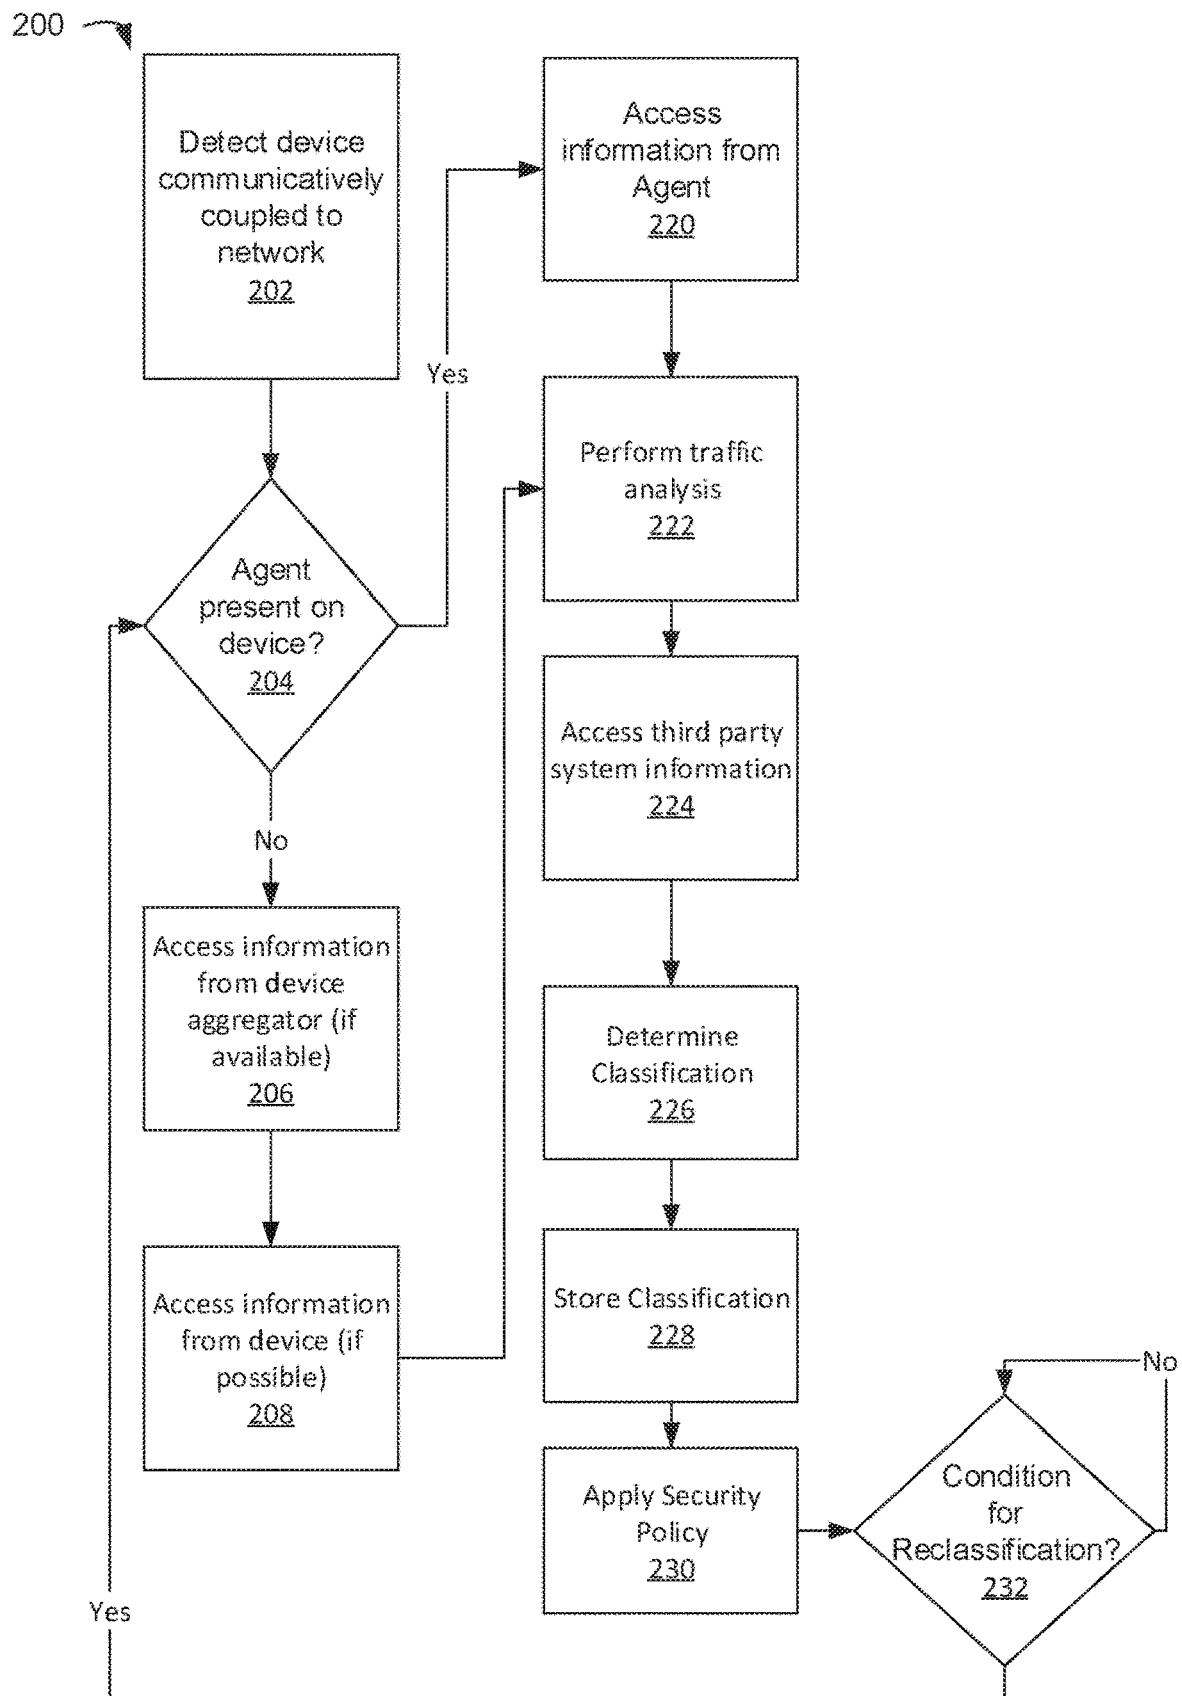 200
Detect device
communicatively
coupled to
network
202
Agent
present on
device?
204
No
Access information
from device
aggregator (if
available)
206
Access information
from device (if
possible)
208
Yes
Access
information from
Agent
220
Perform traffic
analysis
222
Access third party
system information
224
Determine
Classification
226
Store Classification
228
Apply Security
Policy
230
Condition
for
Reclassification?
232
No
Yes